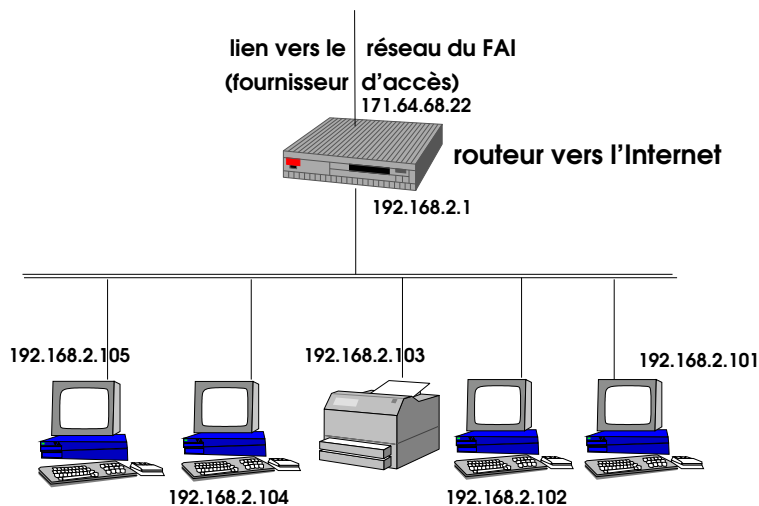 lien vers le réseau du FAI
(fournisseur d'accès)
171.64.68.22
routeur vers l'Internet
192.168.2.1
192.168.2.105
192.168.2.103
192.168.2.101
192.168.2.104
192.168.2.102